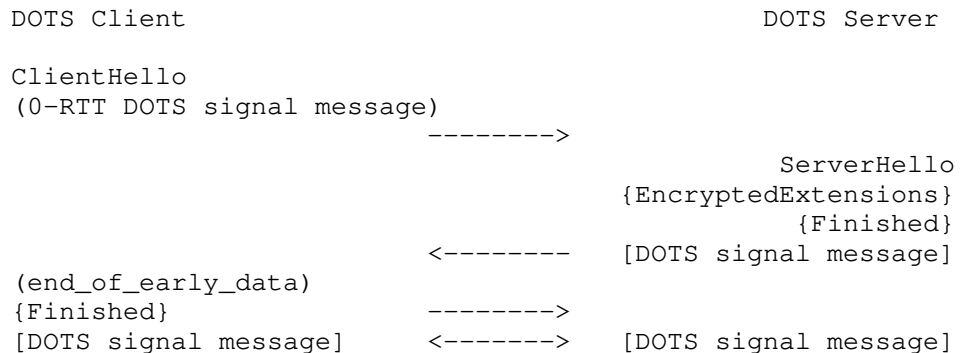 DOTS Client                                    DOTS Server
ClientHello
(0-RTT DOTS signal message)
                          -------->
                                                ServerHello
                                       {EncryptedExtensions}
                                                 {Finished}
                          <--------   [DOTS signal message]
(end_of_early_data)
{Finished}                -------->
[DOTS signal message]     <------->   [DOTS signal message]